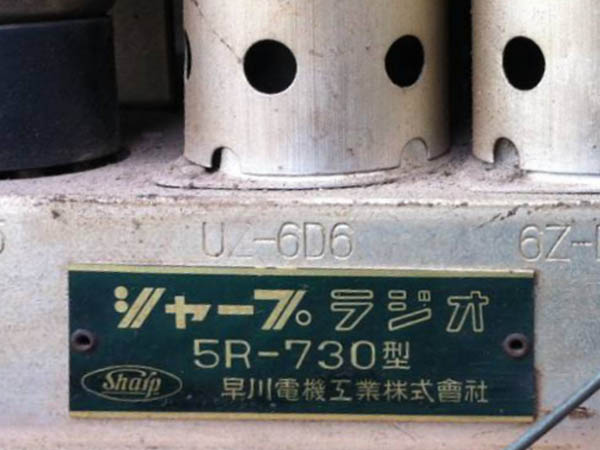 UZ-6D6
6Z-
シャープ。ラジオ
5R-730型
Sharp
早川電機工業株式會社